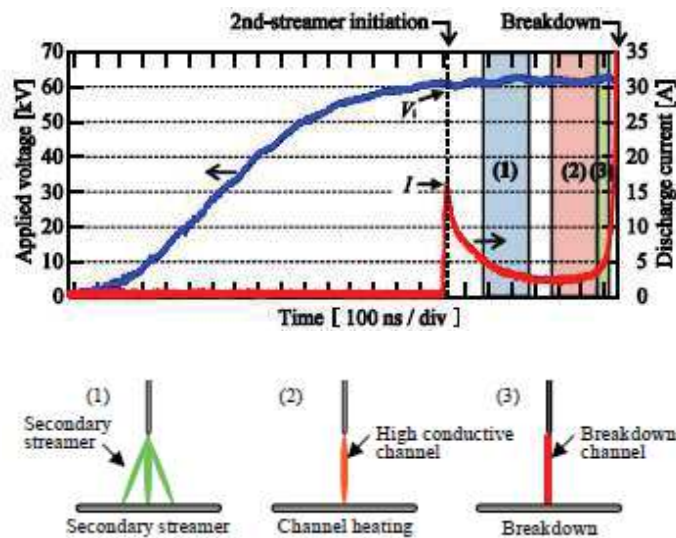 2nd-streamer initiation Breakdown
70
60
50
40
30
20
10
0
Applied voltage [kV]
35
30
25
20
15
10
5
0
Discharge current [A]
Vi
I
(1) (2) (3)
Time [ 100 ns / div ]
(1) (2) (3)
Secondary
streamer
High conductive
channel
Breakdown
channel
Secondary streamer Channel heating Breakdown